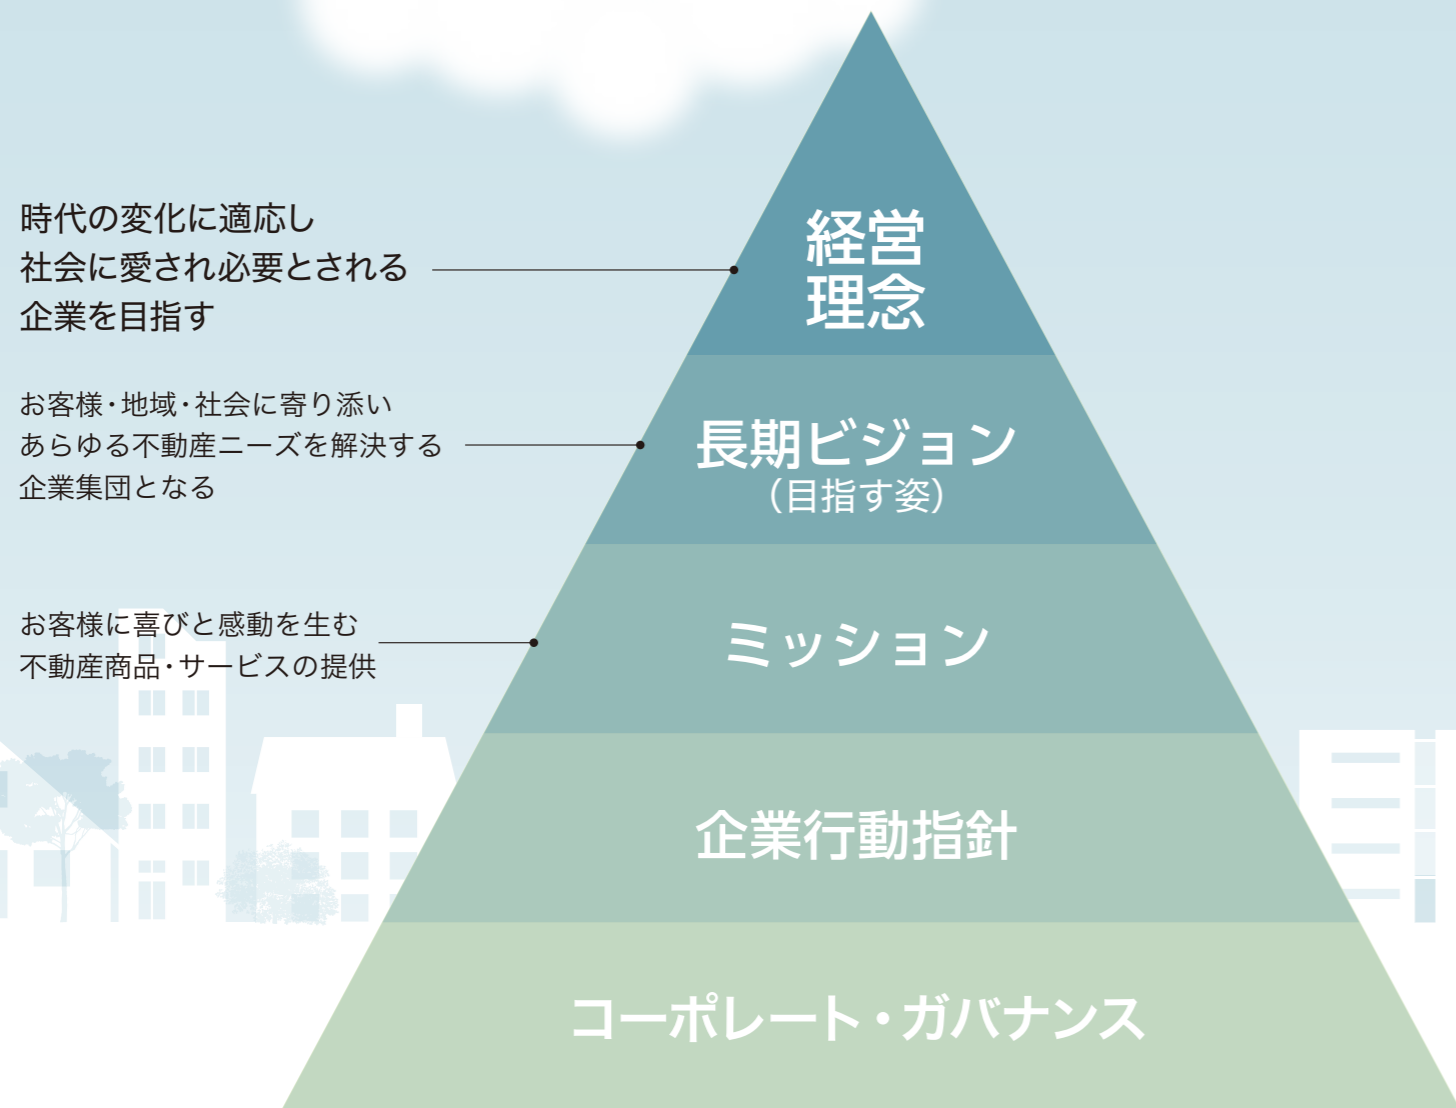 時代の変化に適応し
社会に愛され必要とされる
企業を目指す
経営
理念
お客様・地域・社会に寄り添い
あらゆる不動産ニーズを解決する
企業集団となる
長期ビジョン
（目指す姿）
お客様に喜びと感動を生む
不動産商品・サービスの提供
ミッション
企業行動指針
コーポレート・ガバナンス